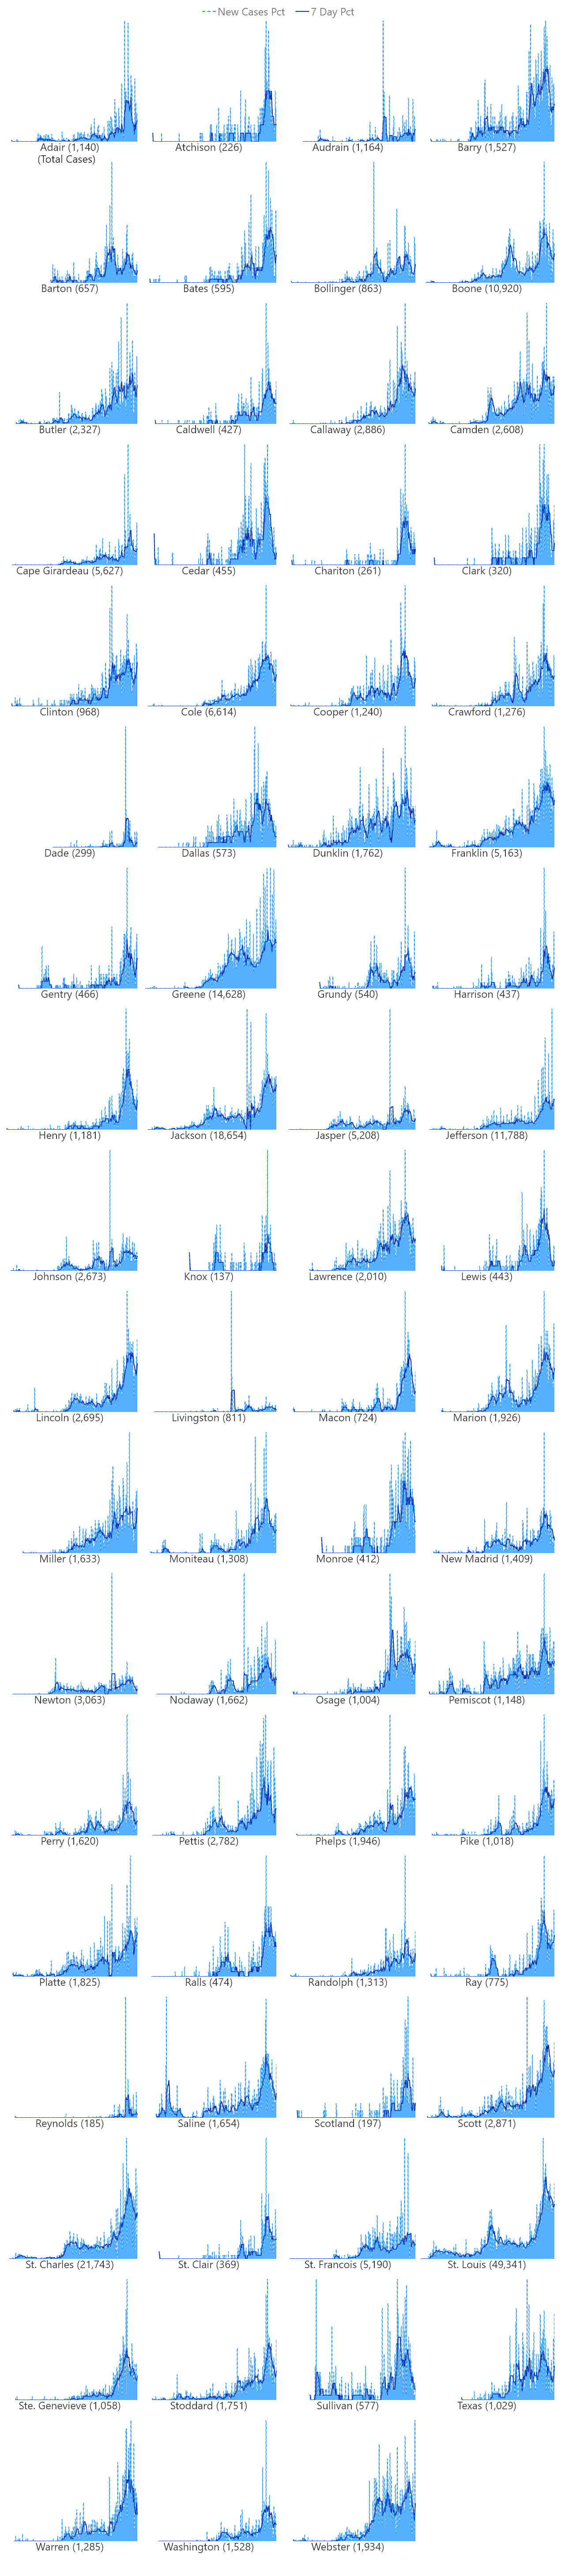 New Cases Pct 7 Day Pct
Adair (1,140) Atchison (226) Audrain (1,164) Barry (1,527)
(Total Cases)
Barton (657) Bates (595) Bollinger (863) Boone (10,920)
Butler (2,327) Caldwell (427) Callaway (2,886) Camden (2,608)
Cape Girardeau (5,627) Cedar (455) Chariton (261) Clark (320)
Clinton (968) Cole (6,614) Cooper (1,240) Crawford (1,276)
Dade (299) Dallas (573) Dunklin (1,762) Franklin (5,163)
Gentry (466) Greene (14,628) Grundy (540) Harrison (437)
Henry (1,181) Jackson (18,654) Jasper (5,208) Jefferson (11,788)
Johnson (2,673) Knox (137) Lawrence (2,010) Lewis (443)
Lincoln (2,695) Livingston (811) Macon (724) Marion (1,926)
Miller (1,633) Moniteau (1,308) Monroe (412) New Madrid (1,409)
Newton (3,063) Nodaway (1,662) Osage (1,004) Pemiscot (1,148)
Perry (1,620) Pettis (2,782) Phelps (1,946) Pike (1,018)
Platte (1,825) Ralls (474) Randolph (1,313) Ray (775)
Reynolds (185) Saline (1,654) Scotland (197) Scott (2,871)
St. Charles (21,743) St. Clair (369) St. Francois (5,190) St. Louis (49,341)
Ste. Genevieve (1,058) Stoddard (1,751) Sullivan (577) Texas (1,029)
Warren (1,285) Washington (1,528) Webster (1,934)